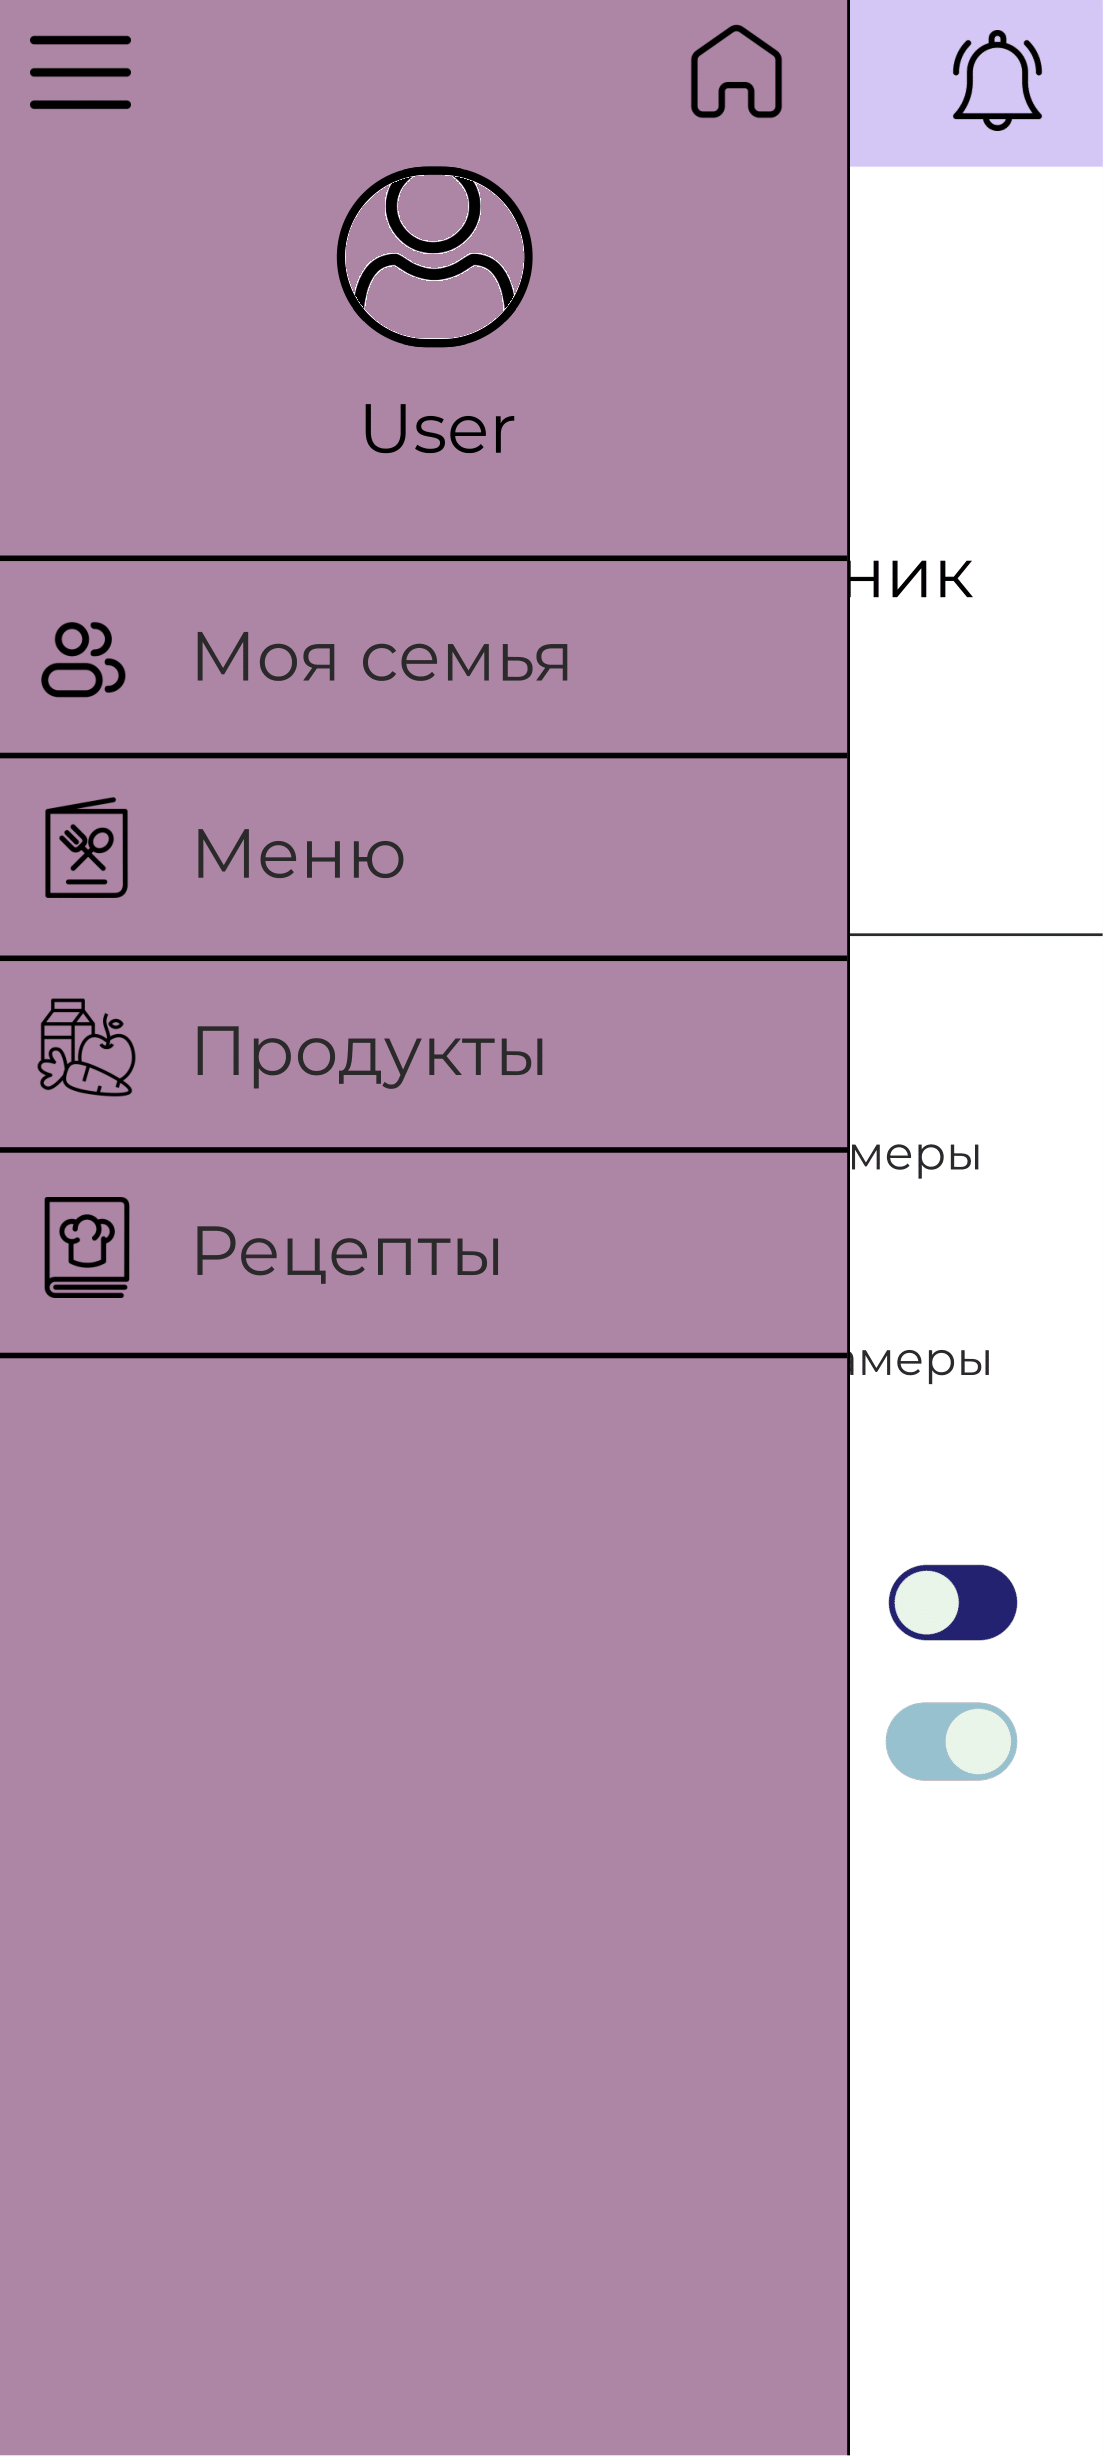 User
ник
Моя семья
Меню
Продукты
меры
Рецепты
меры